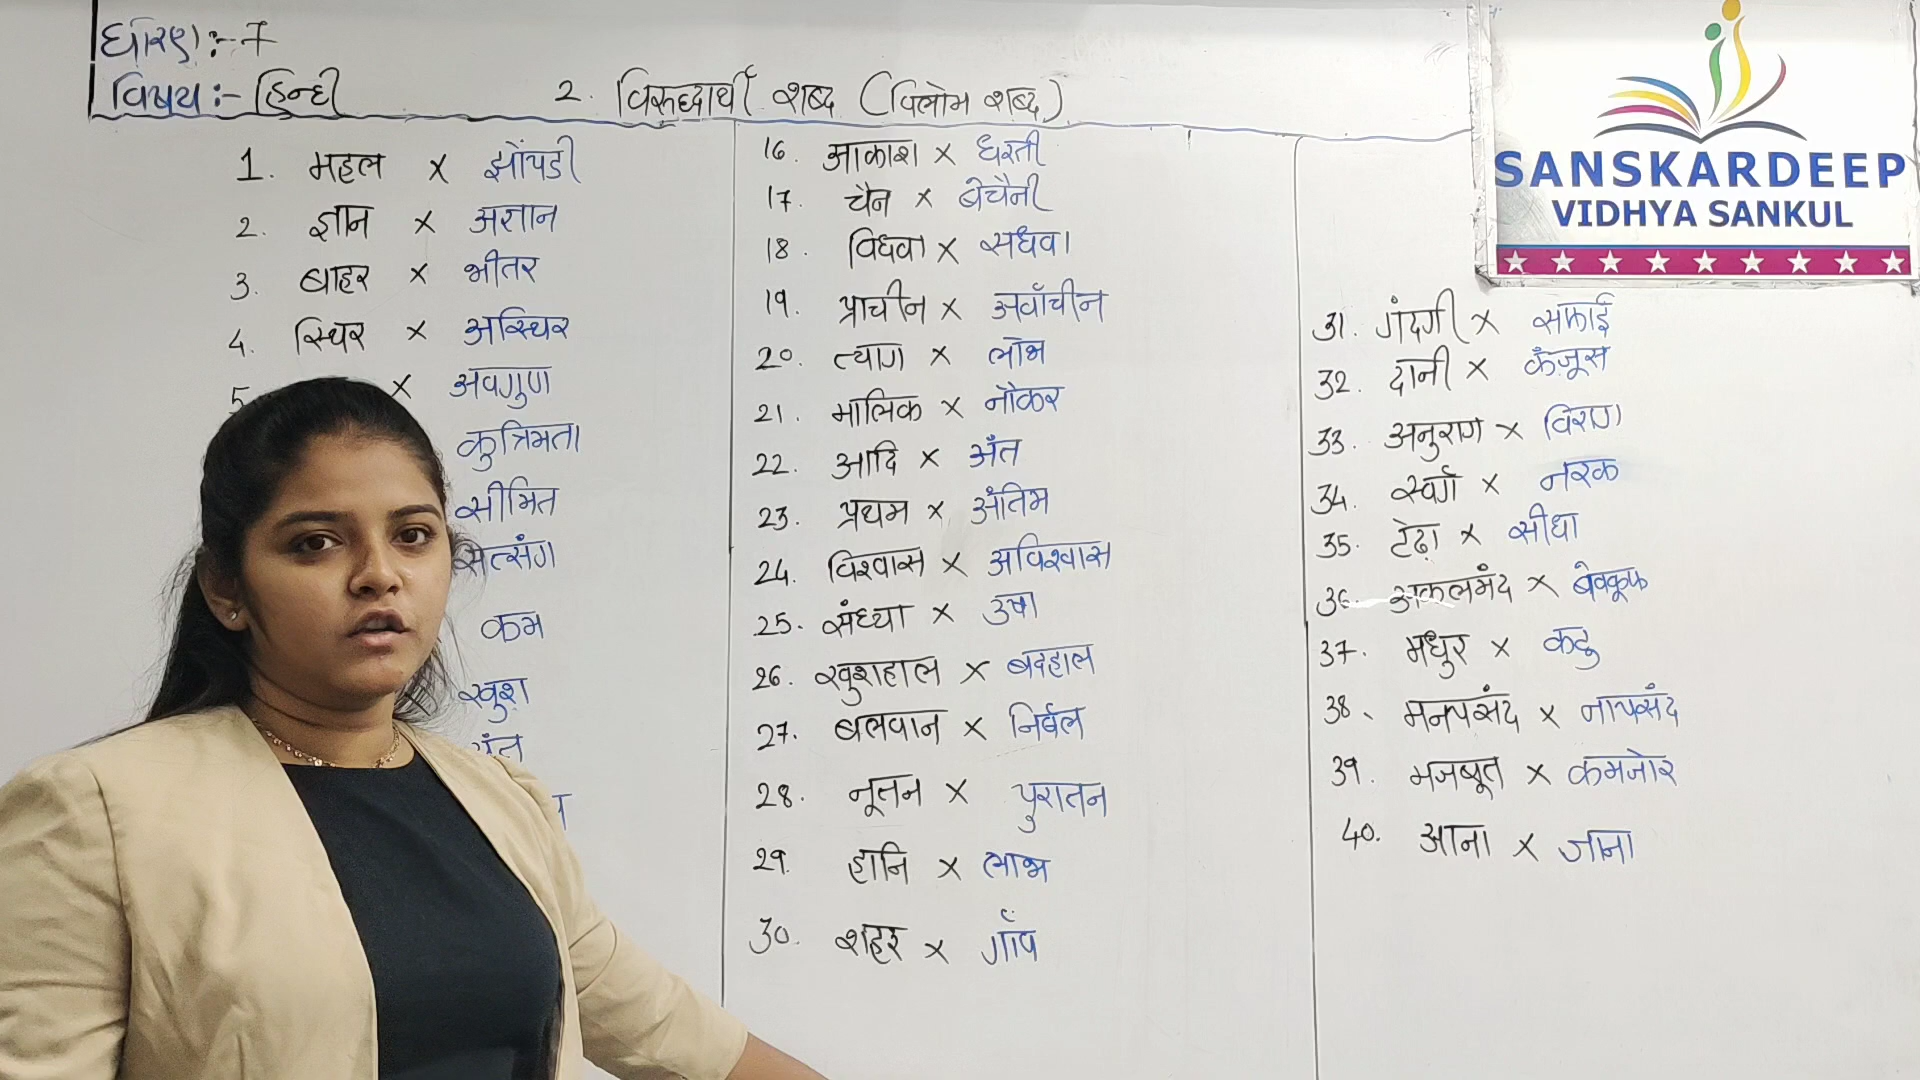 ધોરણ :- 7
વિષય :- હિન્દી
2. विरुद्धार्थी शब्द (विलोम शब्द)
1. महल x झोंपडी
2. ज्ञान x अज्ञान
3. बाहर x भीतर
4. स्थिर x अस्थिर
5. x अवगुण
कृत्रिमता
सीमित
सत्संग
कम
खुश
16. आकाश x धरती
17. चैन x बेचैनी
18. विधवा x सधवा
19. प्राचीन x अर्वाचीन
20. त्याग x लोभ
21. मालिक x नौकर
22. आदि x अंत
23. प्रथम x अंतिम
24. विश्वास x अविश्वास
25. संध्या x उषा
26. खुशहाल x बदहाल
27. बलवान x निर्बल
28. नूतन x पुरातन
29. हानि x लाभ
30. शहर x गाँव
31. गंदगी x सफाई
32. दानी x कंजूस
33. अनुराग x विराग
34. स्वर्ग x नरक
35. टेढ़ा x सीधा
36. अकलमंद x बेवकूफ
37. मधुर x कटु
38. मनपसंद x नापसंद
39. मजबूत x कमजोर
40. आना x जाना
SANSKARDEEP
VIDHYA SANKUL